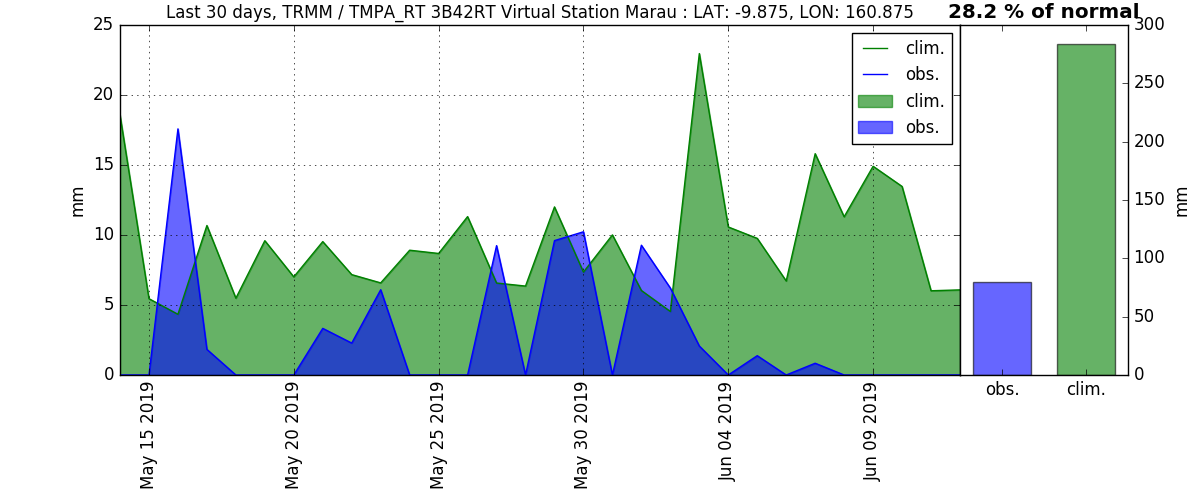 Last 30 days, TRMM / TMPA_RT 3B42RT Virtual Station Marau : LAT: -9.875, LON: 160.875
28.2 % of normal
25
20
15
10
5
0
mm
clim.
obs.
clim.
obs.
May 15 2019
May 20 2019
May 25 2019
May 30 2019
Jun 04 2019
Jun 09 2019
300
250
200
150
100
50
0
mm
obs.
clim.